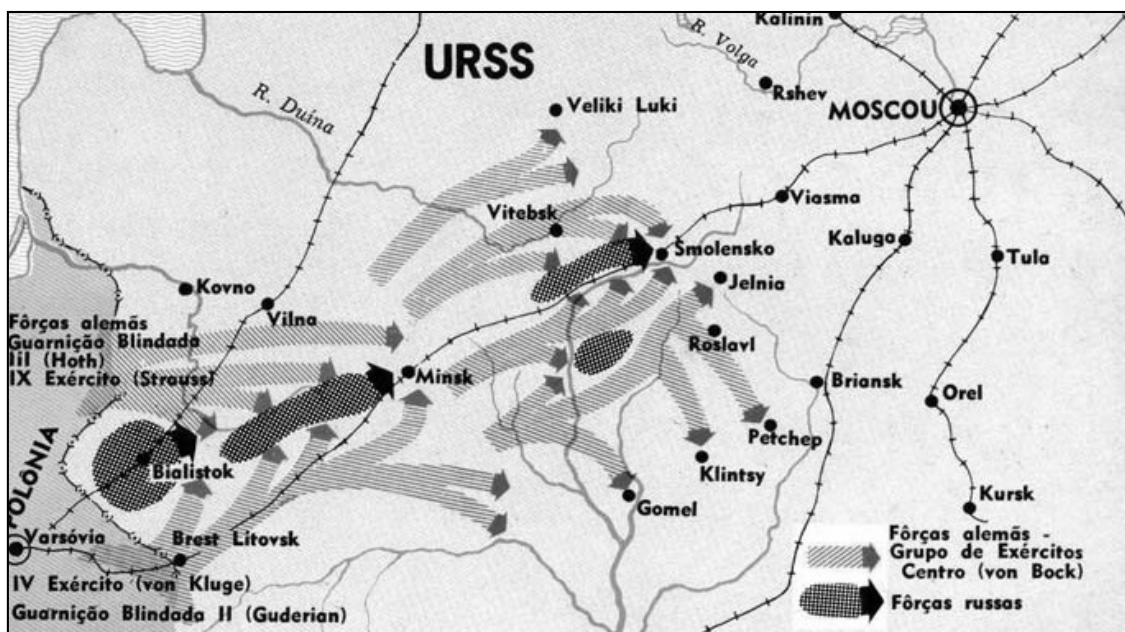 Kalinin
URSS
R. Volga
R. Duína
Veliki Luki
Rshev
MOSCOU
Viasma
Vitebsk
Smolensko
Kaluga
Tula
Jelnia
Kovno
Vilna
Fôrças alemãs
Guarnição Blindada
III (Hoth)
IX Exército (Strauss)
Roslavl
Minsk
Briansk
Orel
Petchep
Bialistok
Klintsy
POLÔNIA
Gomel
Kursk
Varsóvia
Brest Litovsk
IV Exército (von Kluge)
Guarnição Blindada II (Guderian)
Fôrças alemãs -
Grupo de Exércitos
Centro (von Bock)
Fôrças russas